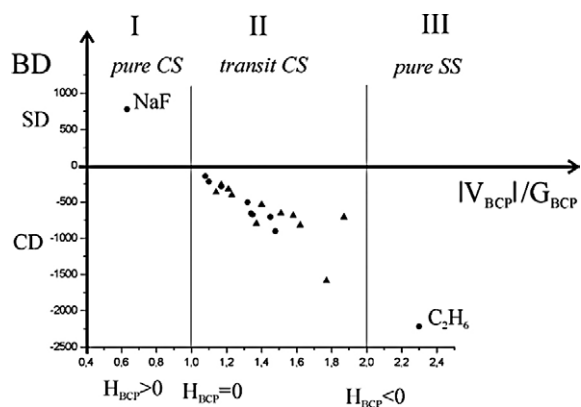 I II III
BD pure CS transit CS pure SS
1000
NaF
SD 500
0
|V_BCP|/G_BCP
-500
CD -1000
-1500
-2000
C₂H₆
-2500
0,4 0,6 0,8 1,0 1,2 1,4 1,6 1,8 2,0 2,2 2,4
H_BCP>0 H_BCP=0 H_BCP<0